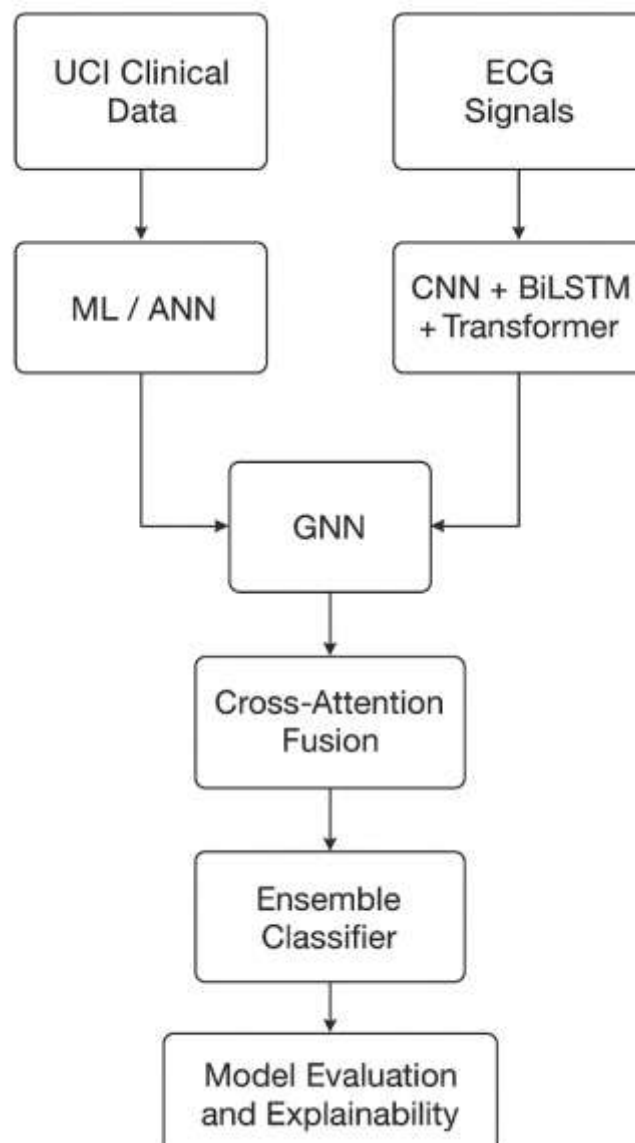 UCI Clinical
Data
ECG
Signals
ML / ANN
CNN + BiLSTM
+ Transformer
GNN
Cross-Attention
Fusion
Ensemble
Classifier
Model Evaluation
and Explainability